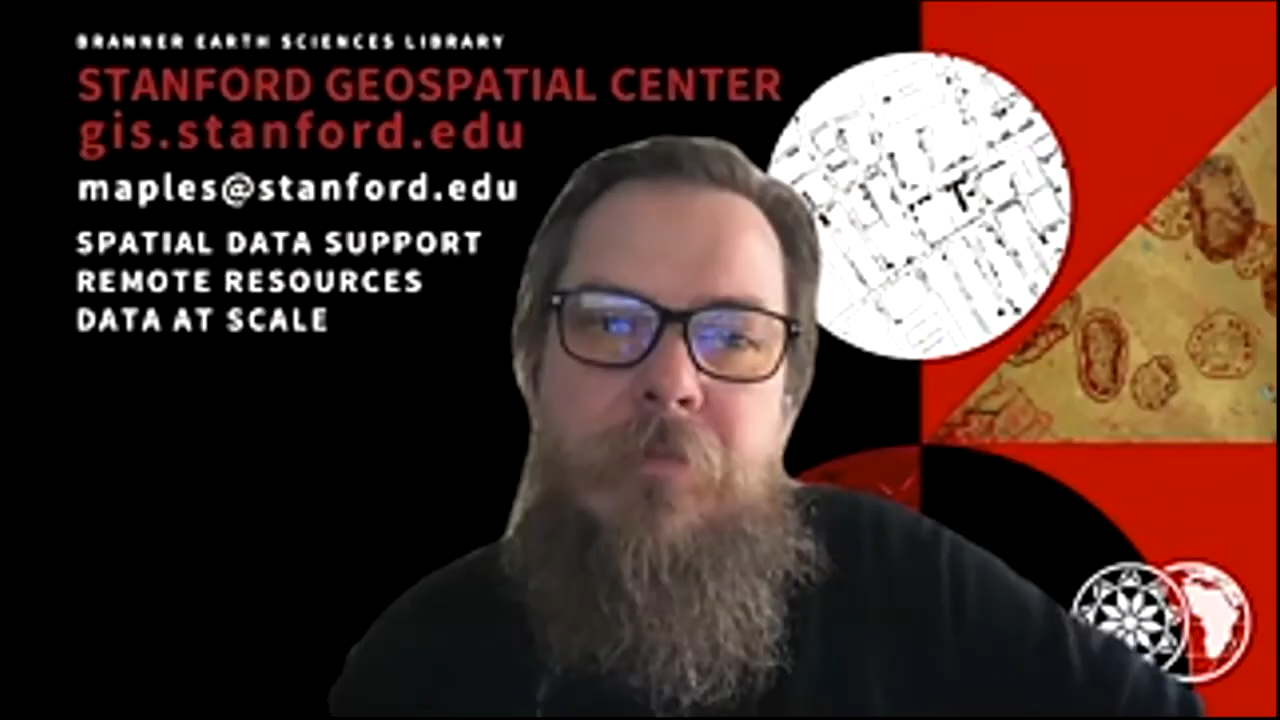 BRANNER EARTH SCIENCES LIBRARY
STANFORD GEOSPATIAL CENTER
gis.stanford.edu
maples@stanford.edu
SPATIAL DATA SUPPORT
REMOTE RESOURCES
DATA AT SCALE